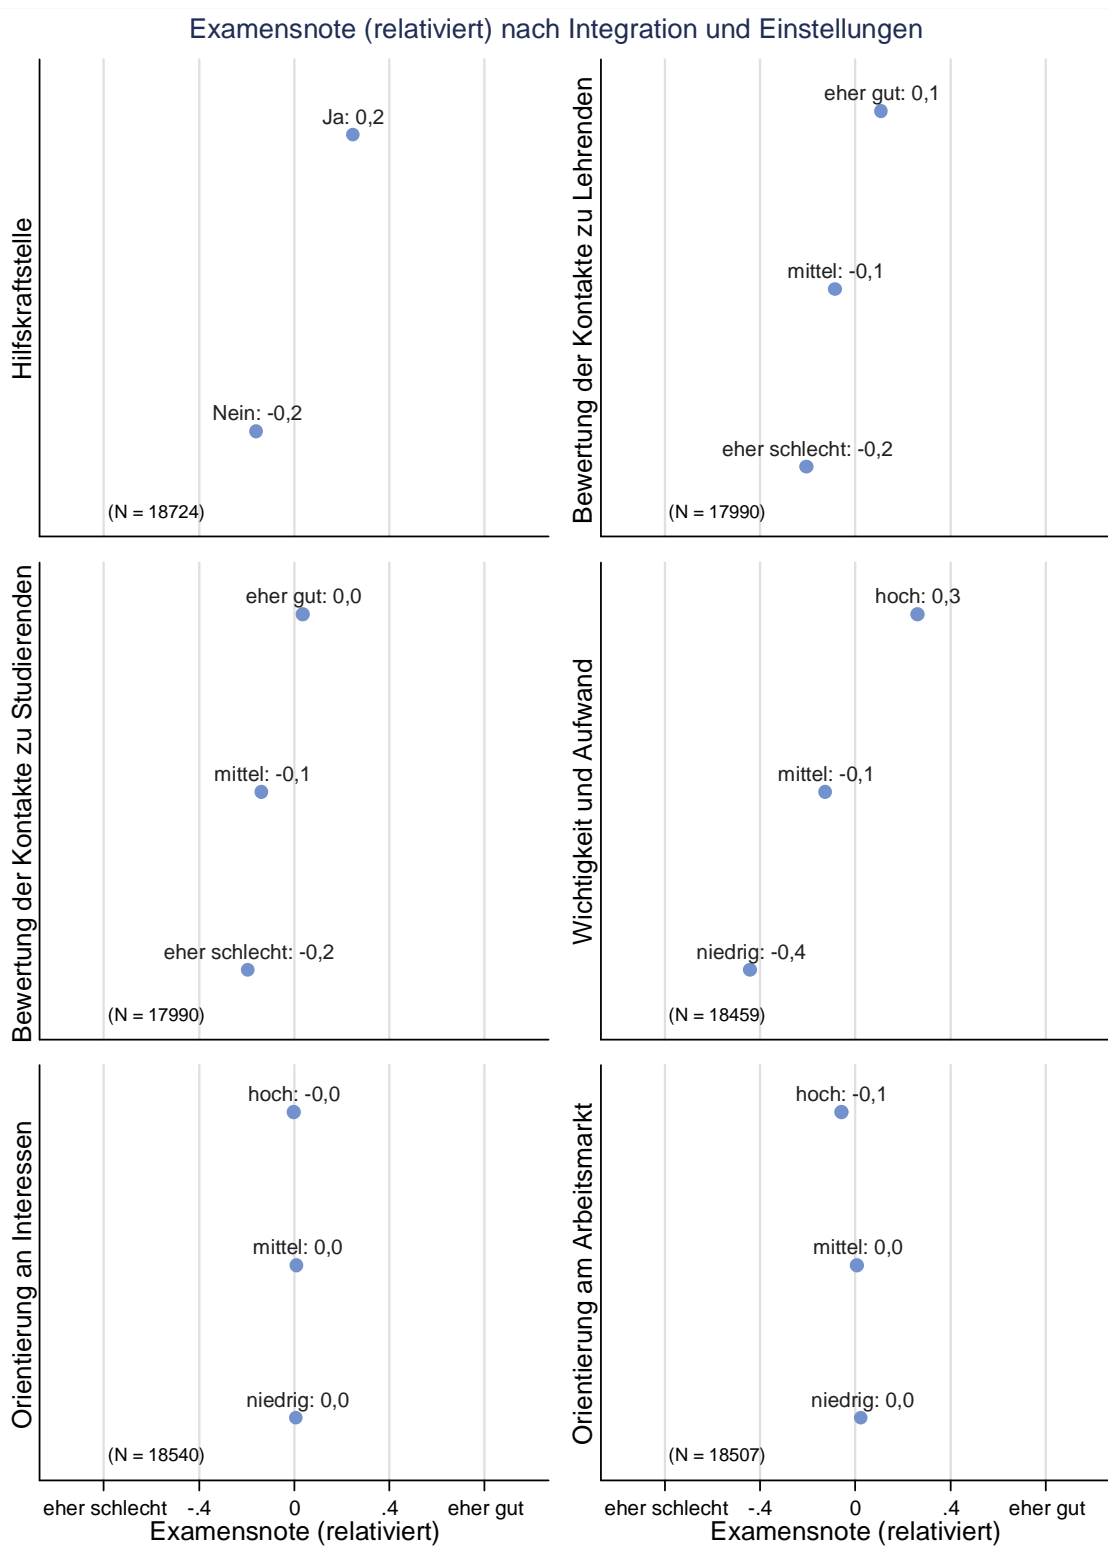 Examensnote (relativiert) nach Integration und Einstellungen
Hilfskraftstelle
Ja: 0,2
Nein: -0,2
(N = 18724)
Bewertung der Kontakte zu Lehrenden
eher gut: 0,1
mittel: -0,1
eher schlecht: -0,2
(N = 17990)
Bewertung der Kontakte zu Studierenden
eher gut: 0,0
mittel: -0,1
eher schlecht: -0,2
(N = 17990)
Wichtigkeit und Aufwand
hoch: 0,3
mittel: -0,1
niedrig: -0,4
(N = 18459)
Orientierung an Interessen
hoch: -0,0
mittel: 0,0
niedrig: 0,0
(N = 18540)
eher schlecht -.4 0 .4 eher gut
Examensnote (relativiert)
Orientierung am Arbeitsmarkt
hoch: -0,1
mittel: 0,0
niedrig: 0,0
(N = 18507)
eher schlecht -.4 0 .4 eher gut
Examensnote (relativiert)